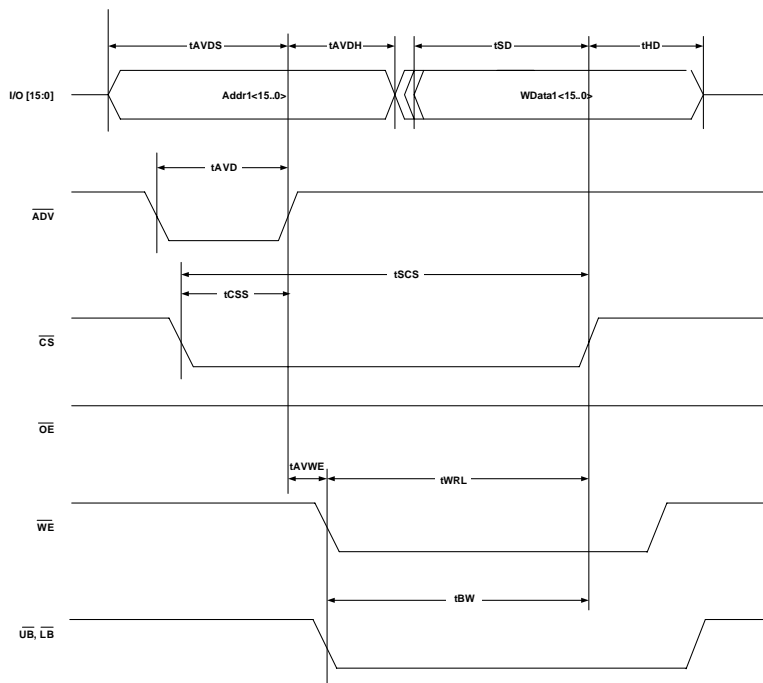 tAVDS tAVDH tSD tHD
I/O [15:0] Addr1<15..0> WData1<15..0>
tAVD
ADV
tSCS
tCSS
CS
OE
tAVWE
tWRL
WE
tBW
UB, LB